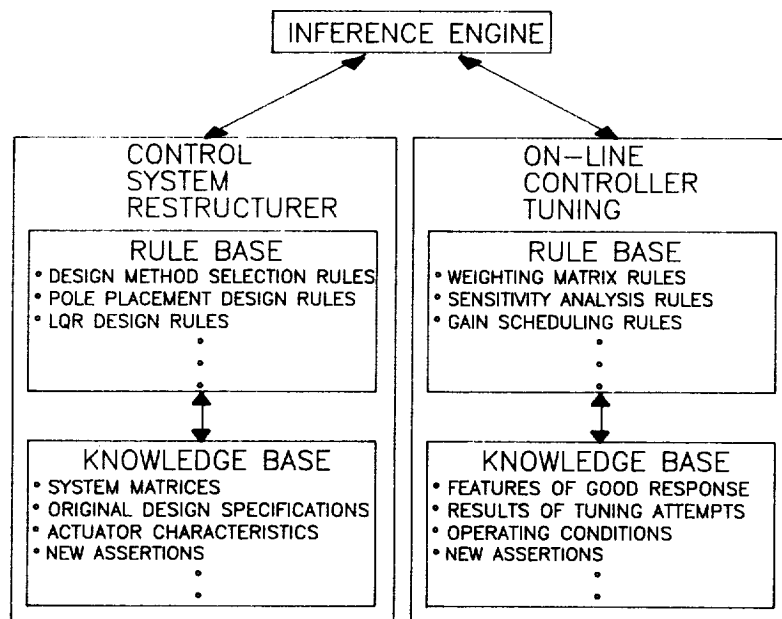 INFERENCE ENGINE
CONTROL
SYSTEM
RESTRUCTURER
RULE BASE
• DESIGN METHOD SELECTION RULES
• POLE PLACEMENT DESIGN RULES
• LQR DESIGN RULES
•
•
•
KNOWLEDGE BASE
• SYSTEM MATRICES
• ORIGINAL DESIGN SPECIFICATIONS
• ACTUATOR CHARACTERISTICS
• NEW ASSERTIONS
•
•
ON-LINE
CONTROLLER
TUNING
RULE BASE
• WEIGHTING MATRIX RULES
• SENSITIVITY ANALYSIS RULES
• GAIN SCHEDULING RULES
•
•
•
KNOWLEDGE BASE
• FEATURES OF GOOD RESPONSE
• RESULTS OF TUNING ATTEMPTS
• OPERATING CONDITIONS
• NEW ASSERTIONS
•
•